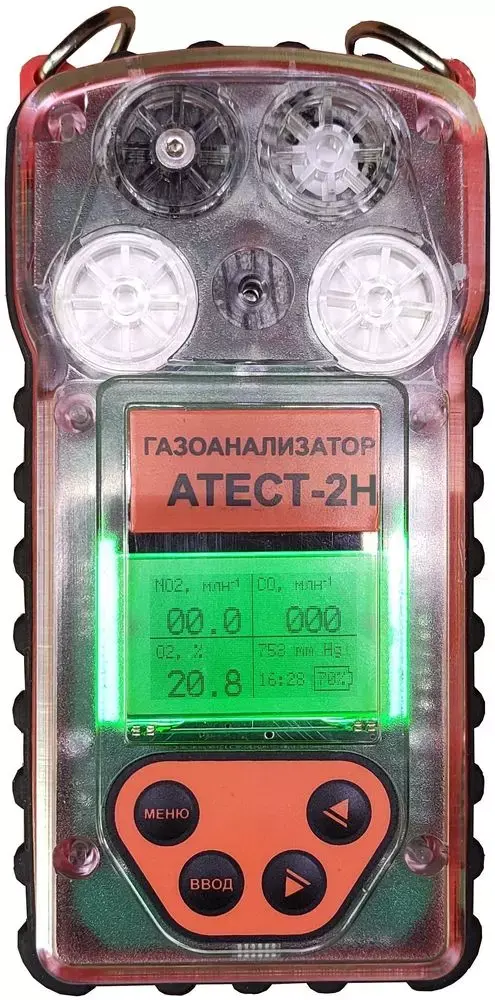 ГАЗОАНАЛИЗАТОР
АТЕСТ-2Н
NO2, млн⁻¹ CO, млн⁻¹
00.0 000
O2, % 753 mm Hg
20.8 16:28 70%
МЕНЮ
ВВОД